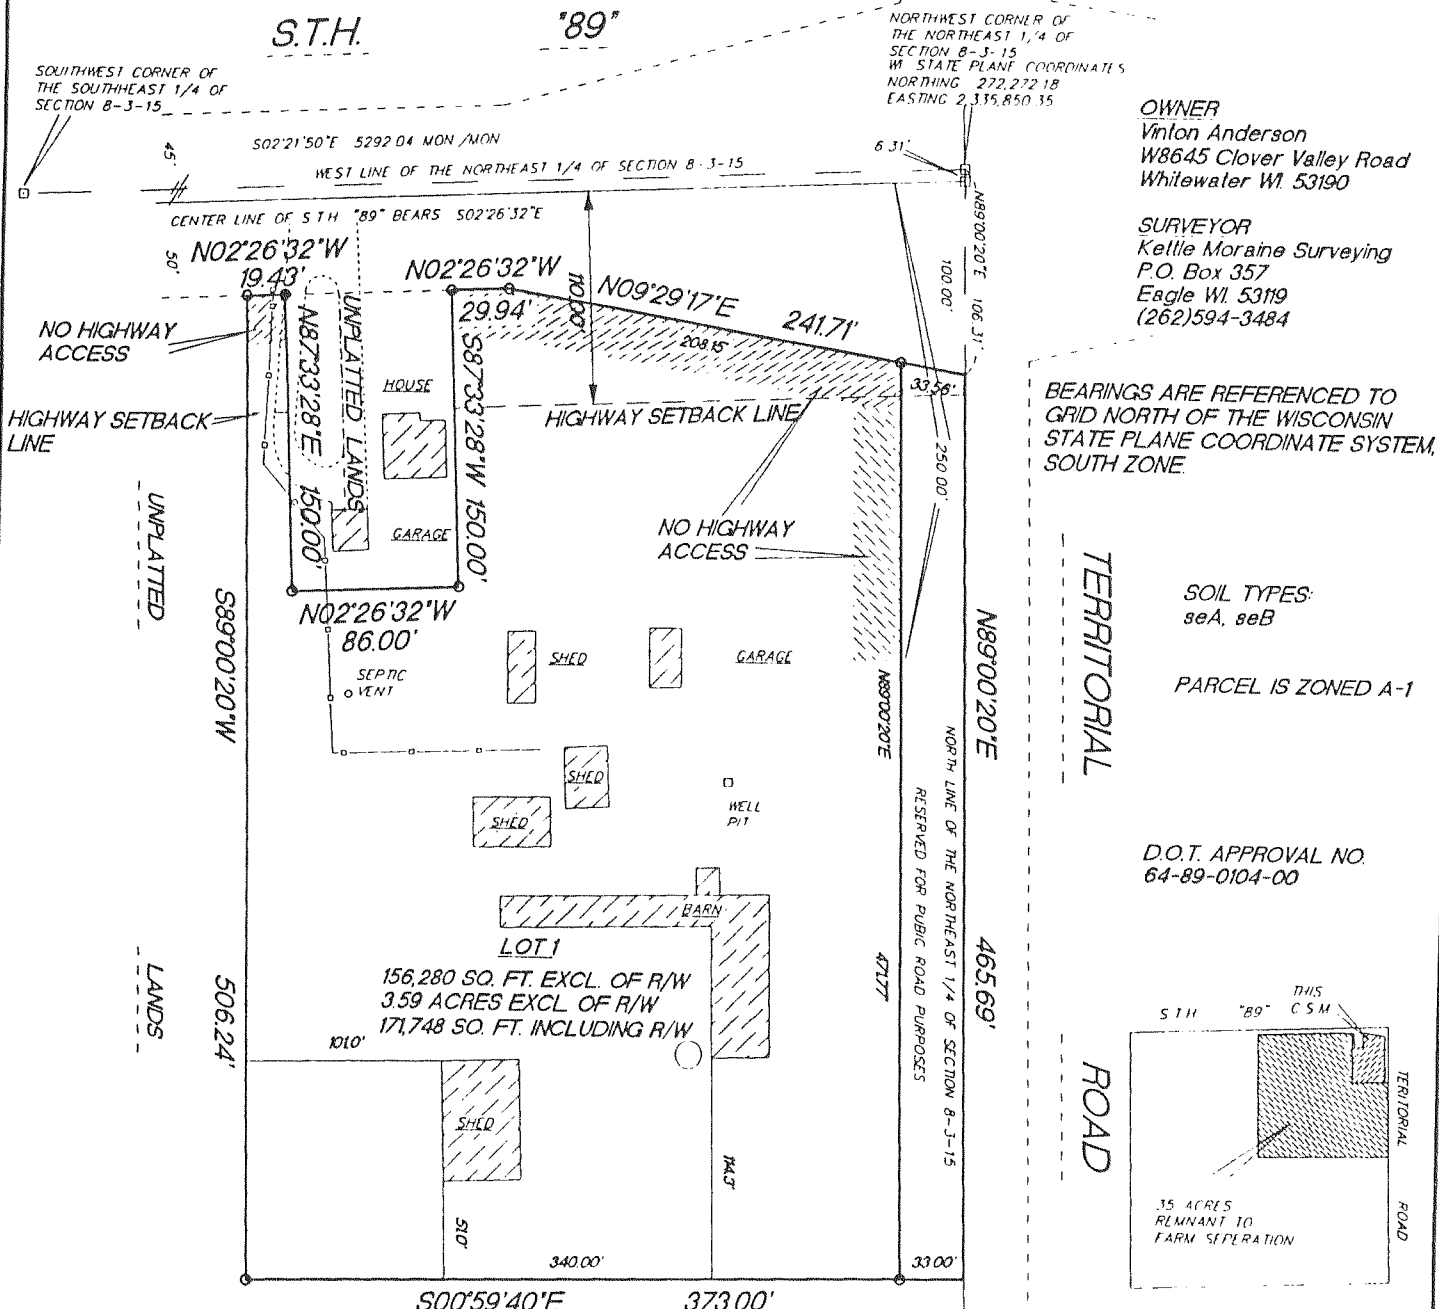 S.T.H. "89"
SOUITHWEST CORNER OF
THE SOUTHHEAST 1/4 OF
SECTION 8-3-15
NORTHWEST CORNER OF
THE NORTHEAST 1/4 OF
SECTION 8-3-15
WI STATE PLANE COORDINATES
NORTHING 272,272 18
EASTING 2,335,850 35
OWNER
Vinton Anderson
W8645 Clover Valley Road
Whitewater WI. 53190
SURVEYOR
Kettle Moraine Surveying
P.O. Box 357
Eagle WI. 53119
(262)594-3484
45'
S02°21'50"E 5292 04 MON /MON
WEST LINE OF THE NORTHEAST 1/4 OF SECTION 8-3-15
6 31'
CENTER LINE OF S T H "89" BEARS S02°26'32"E
50'
N02°26'32"W
19.43'
N02°26'32"W
29.94'
110.00'
N09°29'17"E 241.71'
208.15'
33.56'
N89°00'20"E 106.31'
100.00'
NO HIGHWAY
ACCESS
HIGHWAY SETBACK
LINE
N87°33'28"E 150.00'
UNPLATTED LANDS
HOUSE
GARAGE
S87°33'28"W 150.00'
HIGHWAY SETBACK LINE
250 00'
NO HIGHWAY
ACCESS
BEARINGS ARE REFERENCED TO
GRID NORTH OF THE WISCONSIN
STATE PLANE COORDINATE SYSTEM,
SOUTH ZONE.
UNPLATTED
LANDS
S89°00'20"W 506.24'
N02°26'32"W
86.00'
SEPTIC
VENT
SHED
GARAGE
N89°00'20"E 471.77'
N89°00'20"E 465.69'
NORTH LINE OF THE NORTHEAST 1/4 OF SECTION 8-3-15
RESERVED FOR PUBIC ROAD PURPOSES
TERRITORIAL
ROAD
SOIL TYPES:
seA, seB
PARCEL IS ZONED A-1
SHED
SHED
WELL
PIT
BARN
D.O.T. APPROVAL NO.
64-89-0104-00
LOT 1
156,280 SQ. FT. EXCL. OF R/W
3.59 ACRES EXCL. OF R/W
171,748 SQ. FT. INCLUDING R/W
101.0'
SHED
51.0'
114.3'
340.00'
33 00'
S00°59'40"E 373.00'
S T H "89"
THIS
C S M
TERITORIAL
ROAD
35 ACRES
REMNANT TO
FARM SEPERATION